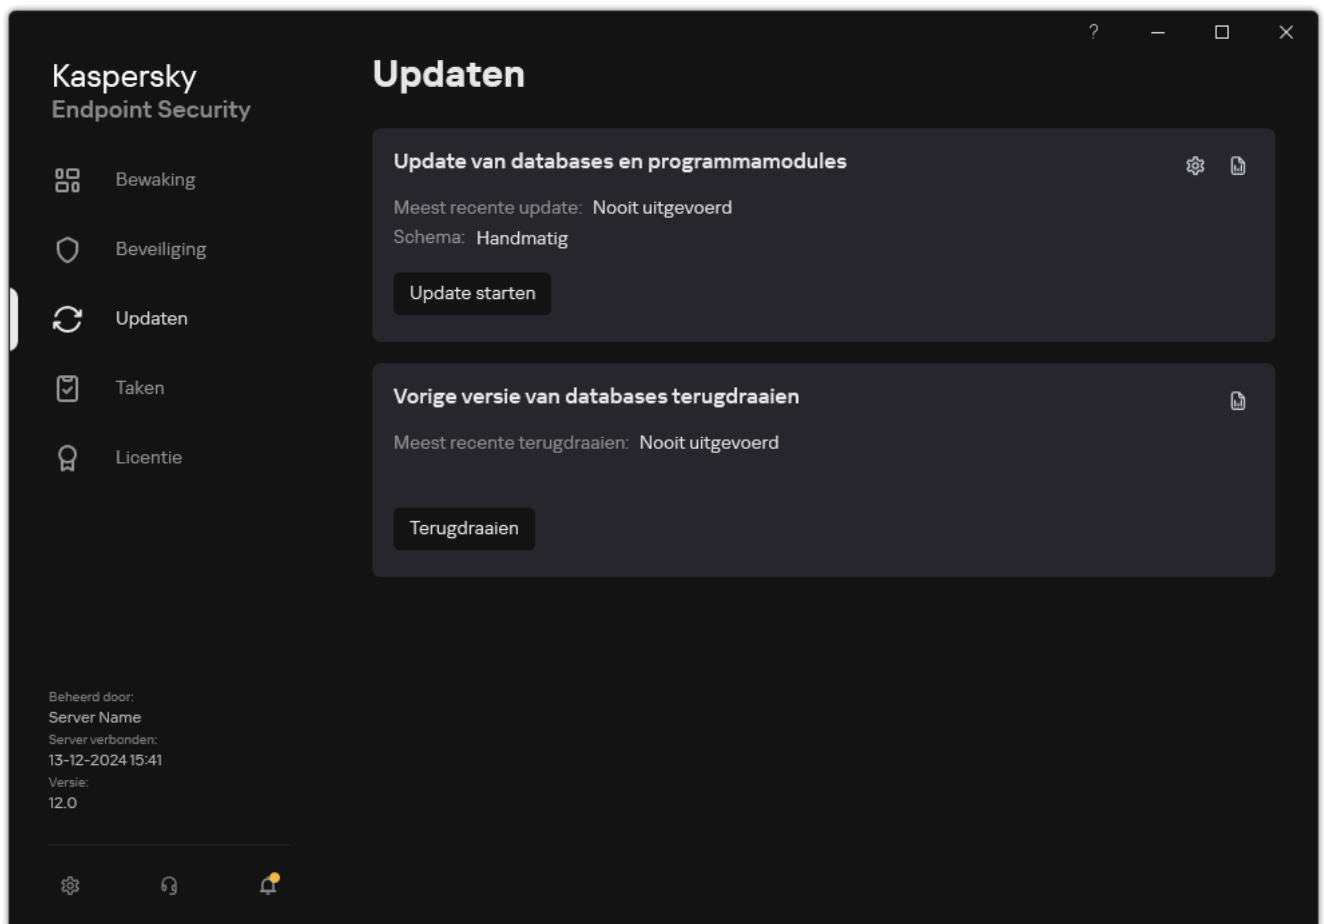 ?
Kaspersky
Endpoint Security
Updaten
Bewaking
Beveiliging
Updaten
Taken
Licentie
Update van databases en programmamodules
Meest recente update: Nooit uitgevoerd
Schema: Handmatig
Update starten
Vorige versie van databases terugdraaien
Meest recente terugdraaien: Nooit uitgevoerd
Terugdraaien
Beheerd door:
Server Name
Server verbonden:
13-12-2024 15:41
Versie:
12.0